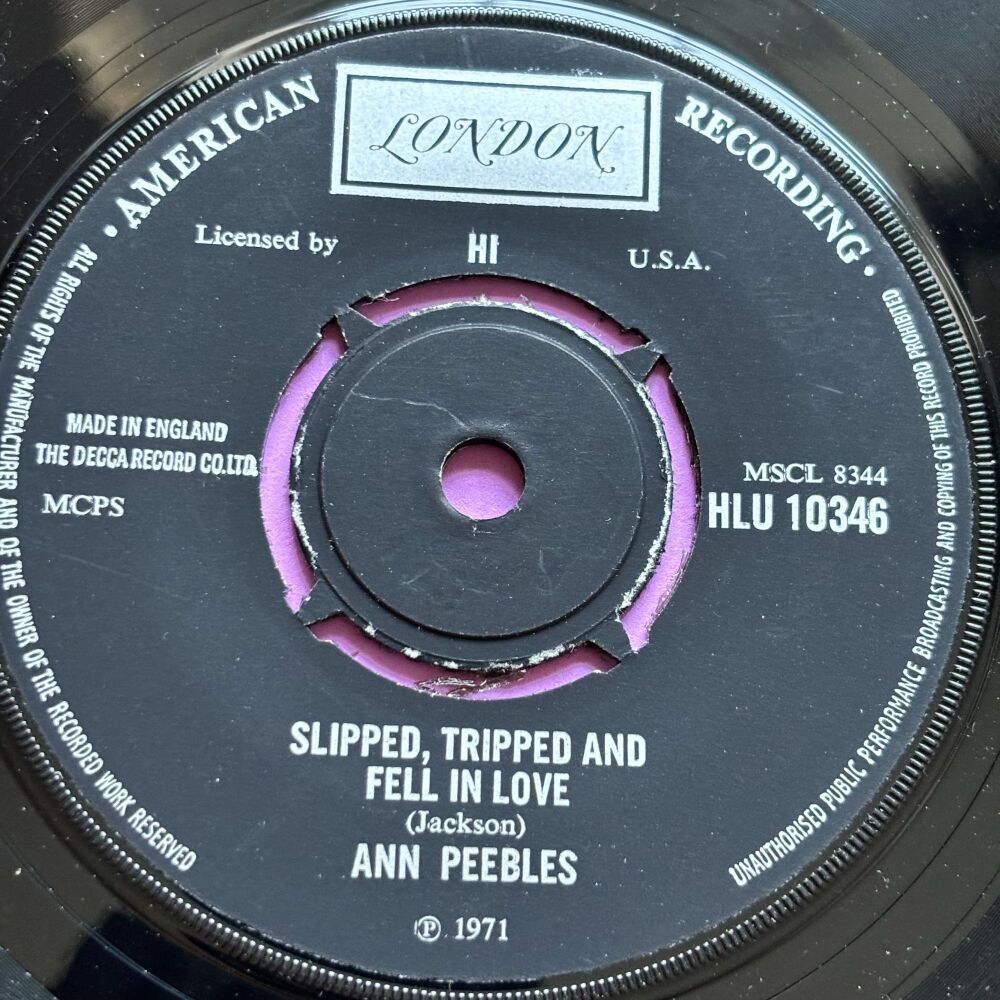 · AMERICAN RECORDING ·
LONDON
Licensed by HI U.S.A.
MADE IN ENGLAND
THE DECCA RECORD CO. LTD.
MCPS
MSCL 8344
HLU 10346
SLIPPED, TRIPPED AND
FELL IN LOVE
(Jackson)
ANN PEEBLES
℗ 1971
ALL RIGHTS OF THE MANUFACTURER AND OF THE OWNER OF THE RECORDED WORK RESERVED
UNAUTHORISED PUBLIC PERFORMANCE BROADCASTING AND COPYING OF THIS RECORD PROHIBITED